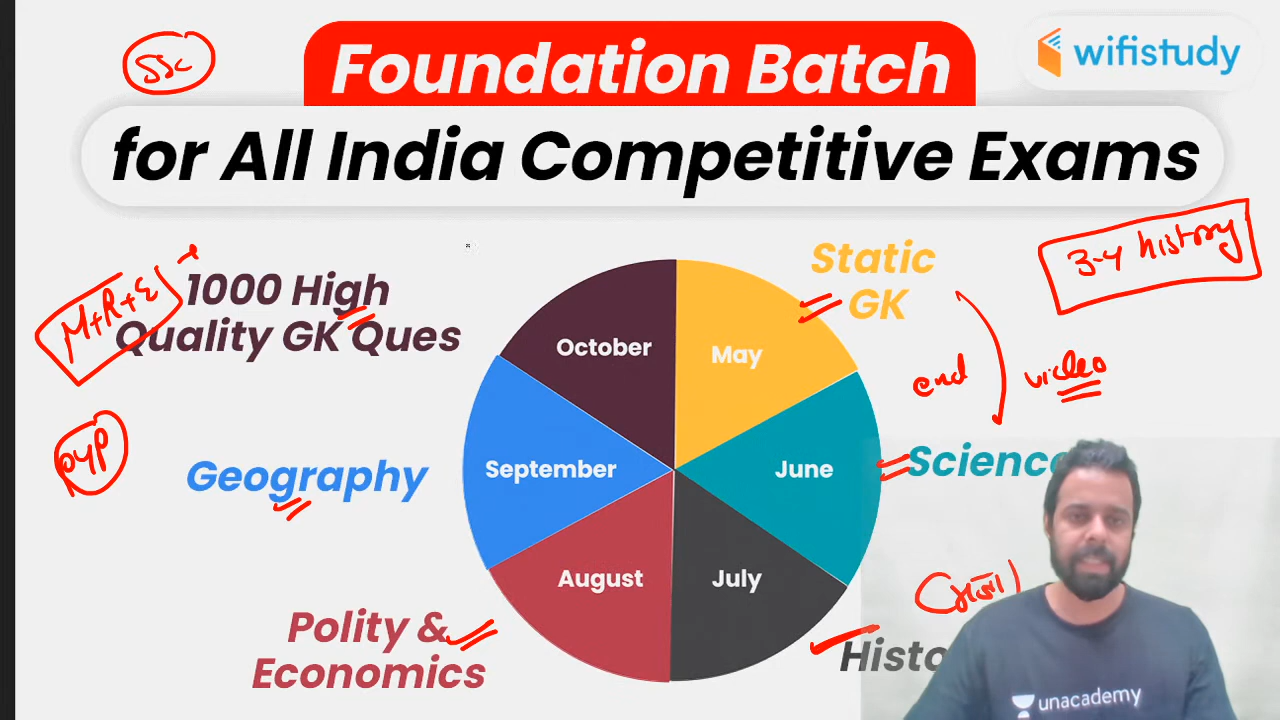 SSC
Foundation Batch
wifistudy
for All India Competitive Exams
3-4 history
Static
GK
M+R+E
1000 High
Quality GK Ques
October
May
end
video
pyp
Geography
September
June
Science
August
July
Polity &
Economics
Histo
unacademy